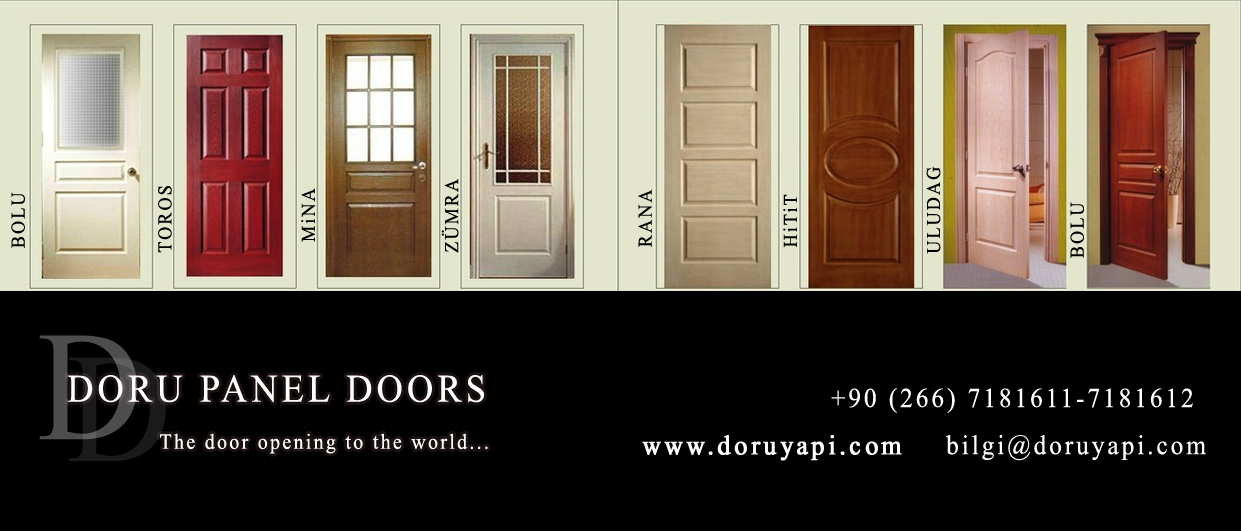 BOLU
TOROS
MiNA
ZÜMRA
RANA
HiTiT
ULUDAG
BOLU
DORU PANEL DOORS
The door opening to the world...
+90 (266) 7181611-7181612
www.doruyapi.com bilgi@doruyapi.com